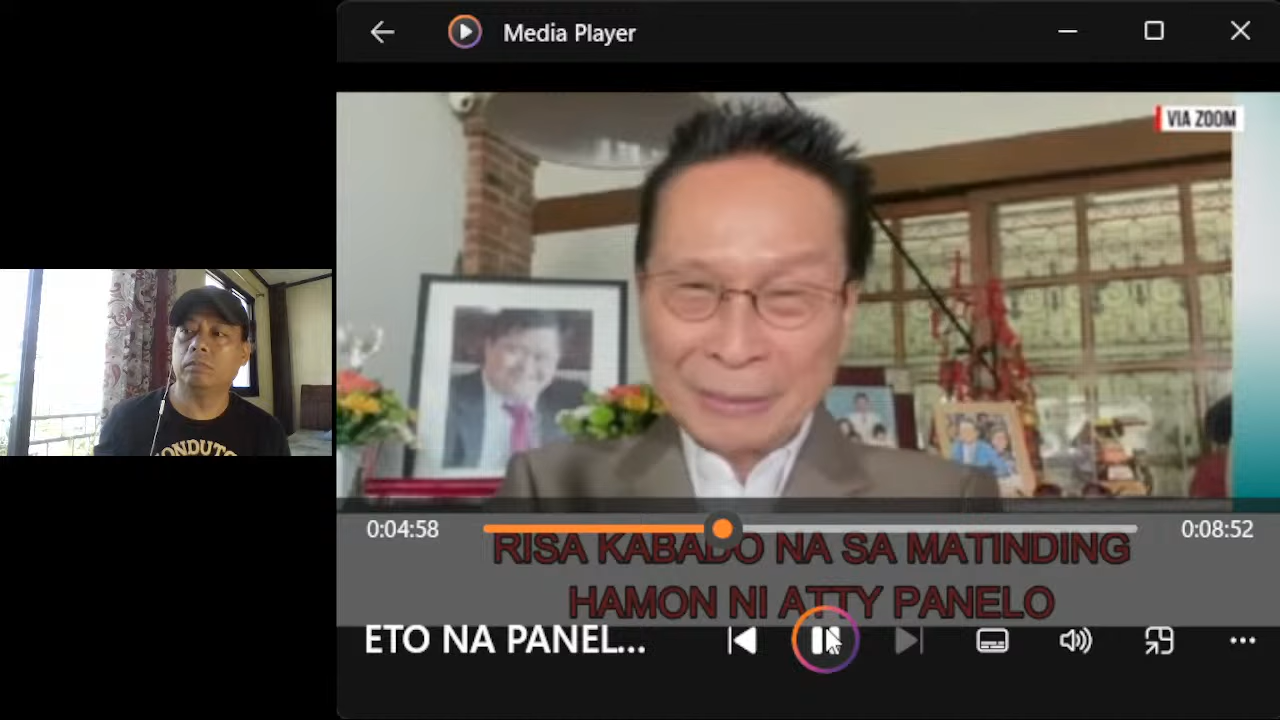 Media Player
VIA ZOOM
0:04:58
0:08:52
RISA KABADO NA SA MATINDING
HAMON NI ATTY PANELO
ETO NA PANEL...